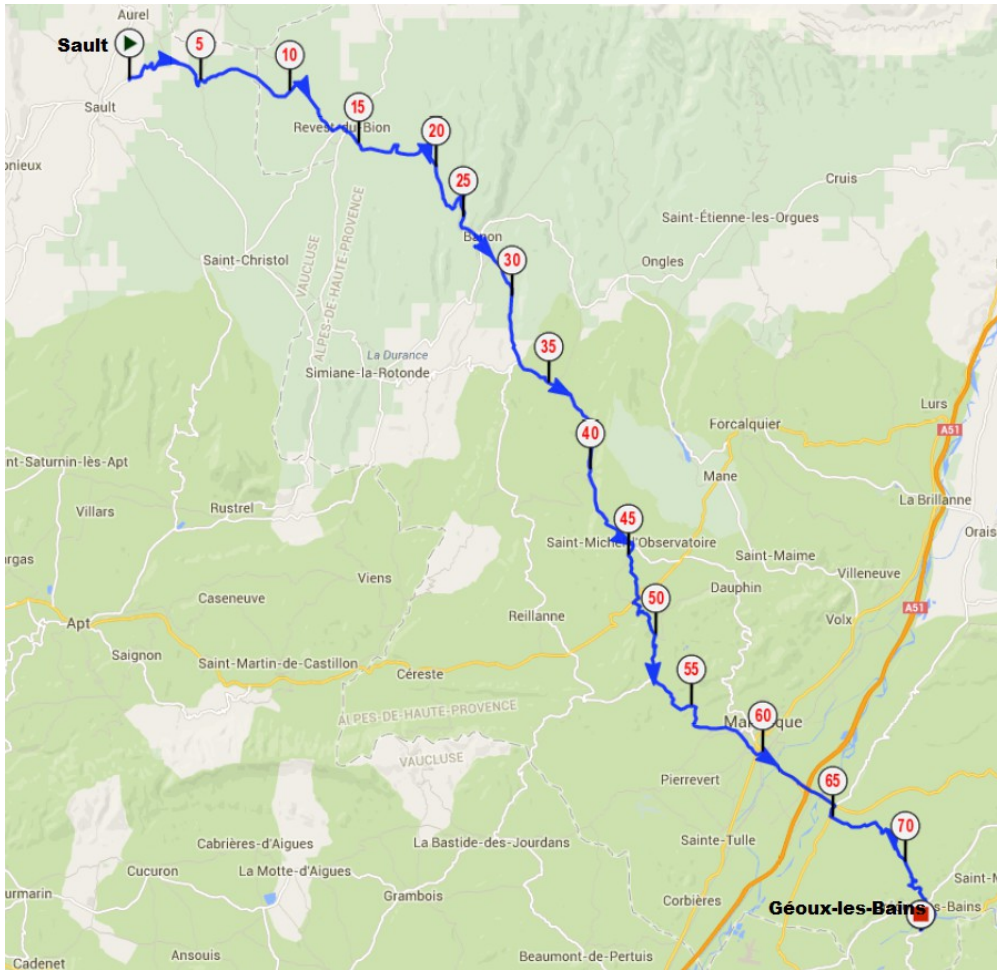 Aurel
Sault
5
10
Sault
15
Revest-du-Bion
20
onieux
25
Cruis
Saint-Étienne-les-Orgues
VAUCLUSE
ALPES-DE-HAUTE-PROVENCE
Banon
Saint-Christol
30
Ongles
35
La Durance
Simiane-la-Rotonde
Lurs
40
Forcalquier
A51
nt-Saturnin-lès-Apt
Mane
La Brillanne
Villars
Rustrel
45
Orais
Saint-Michel-l'Observatoire
Saint-Maime
argas
Viens
Villeneuve
Caseneuve
Dauphin
50
A51
Reillanne
Volx
Apt
Saignon
Saint-Martin-de-Castillon
55
Céreste
ALPES-DE-HAUTE-PROVENCE
60
Manosque
VAUCLUSE
65
Pierrevert
70
Cabrières-d'Aigues
La Bastide-des-Jourdans
Sainte-Tulle
Cucuron
La Motte-d'Aigues
Saint-M
urmarin
Grambois
Corbières
Géoux-les-Bains
s-Bains
Cadenet
Ansouis
Beaumont-de-Pertuis